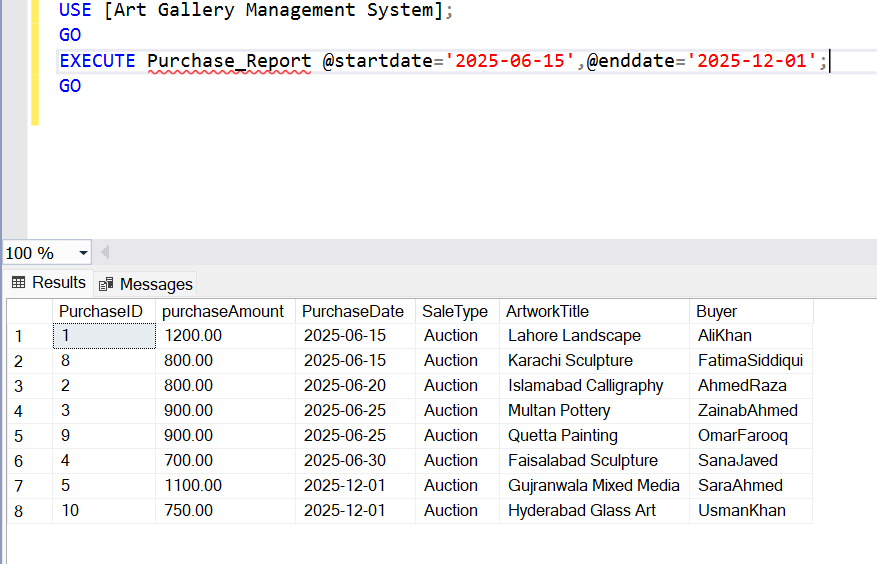 USE [Art Gallery Management System];
GO
EXECUTE Purchase_Report @startdate='2025-06-15',@enddate='2025-12-01';
GO
100 %
Results Messages
PurchaseID purchaseAmount PurchaseDate SaleType ArtworkTitle Buyer
1 1 1200.00 2025-06-15 Auction Lahore Landscape AliKhan
2 8 800.00 2025-06-15 Auction Karachi Sculpture FatimaSiddiqui
3 2 800.00 2025-06-20 Auction Islamabad Calligraphy AhmedRaza
4 3 900.00 2025-06-25 Auction Multan Pottery ZainabAhmed
5 9 900.00 2025-06-25 Auction Quetta Painting OmarFarooq
6 4 700.00 2025-06-30 Auction Faisalabad Sculpture SanaJaved
7 5 1100.00 2025-12-01 Auction Gujranwala Mixed Media SaraAhmed
8 10 750.00 2025-12-01 Auction Hyderabad Glass Art UsmanKhan